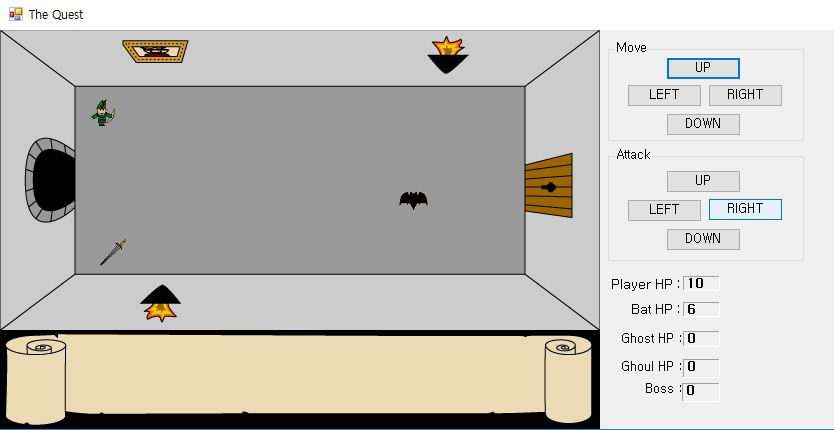 The Quest
Move
UP
LEFT RIGHT
DOWN
Attack
UP
LEFT RIGHT
DOWN
Player HP : 10
Bat HP : 6
Ghost HP : 0
Ghoul HP : 0
Boss : 0